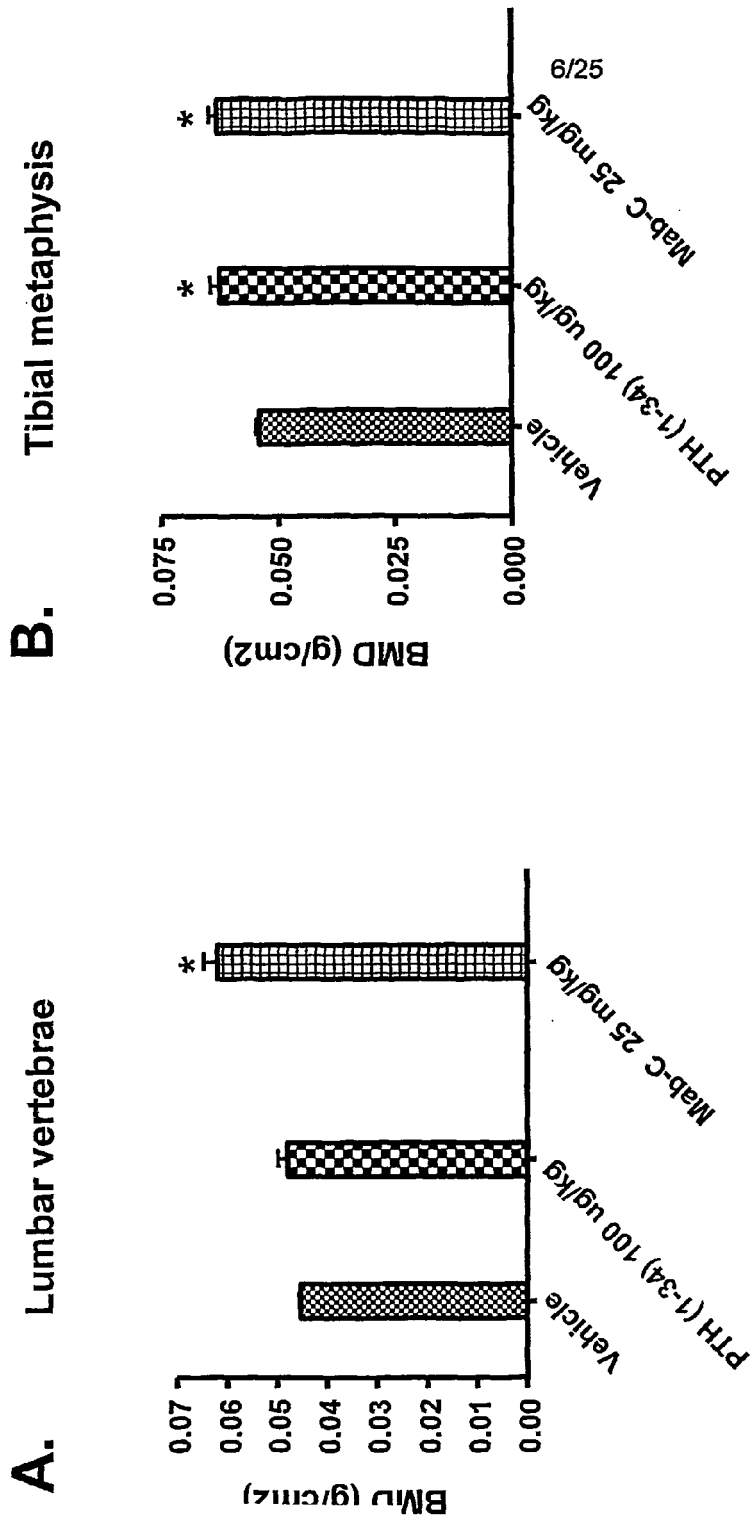 A. Lumbar vertebrae
0.07
0.06
0.05
0.04
0.03
0.02
0.01
0.00
*
Vehicle
PTH (1-34) 100 ug/kg
Mab-C 25 mg/kg
B. Tibial metaphysis
BMD (g/cm2)
0.075
0.050
0.025
0.000
*
*
Vehicle
PTH (1-34) 100 ug/kg
Mab-C 25 mg/kg
6/25